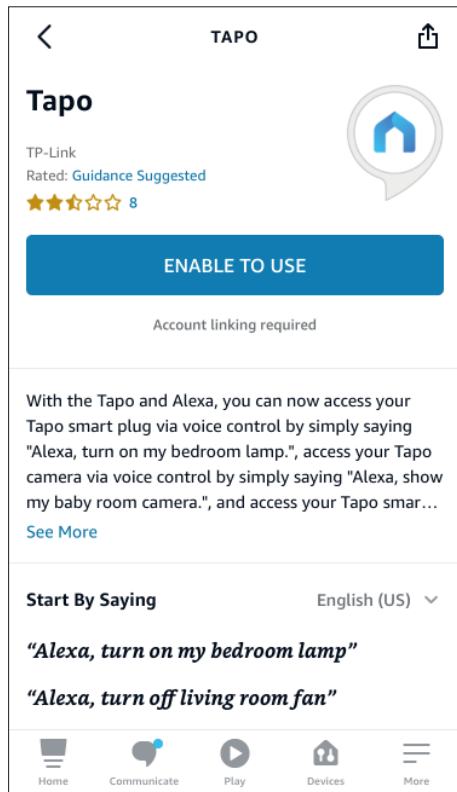 TAPO
Tapo
TP-Link
Rated: Guidance Suggested
8
ENABLE TO USE
Account linking required
With the Tapo and Alexa, you can now access your
Tapo smart plug via voice control by simply saying
"Alexa, turn on my bedroom lamp.", access your Tapo
camera via voice control by simply saying "Alexa, show
my baby room camera.", and access your Tapo smar...
See More
Start By Saying English (US)
“Alexa, turn on my bedroom lamp”
“Alexa, turn off living room fan”
Home Communicate Play Devices More